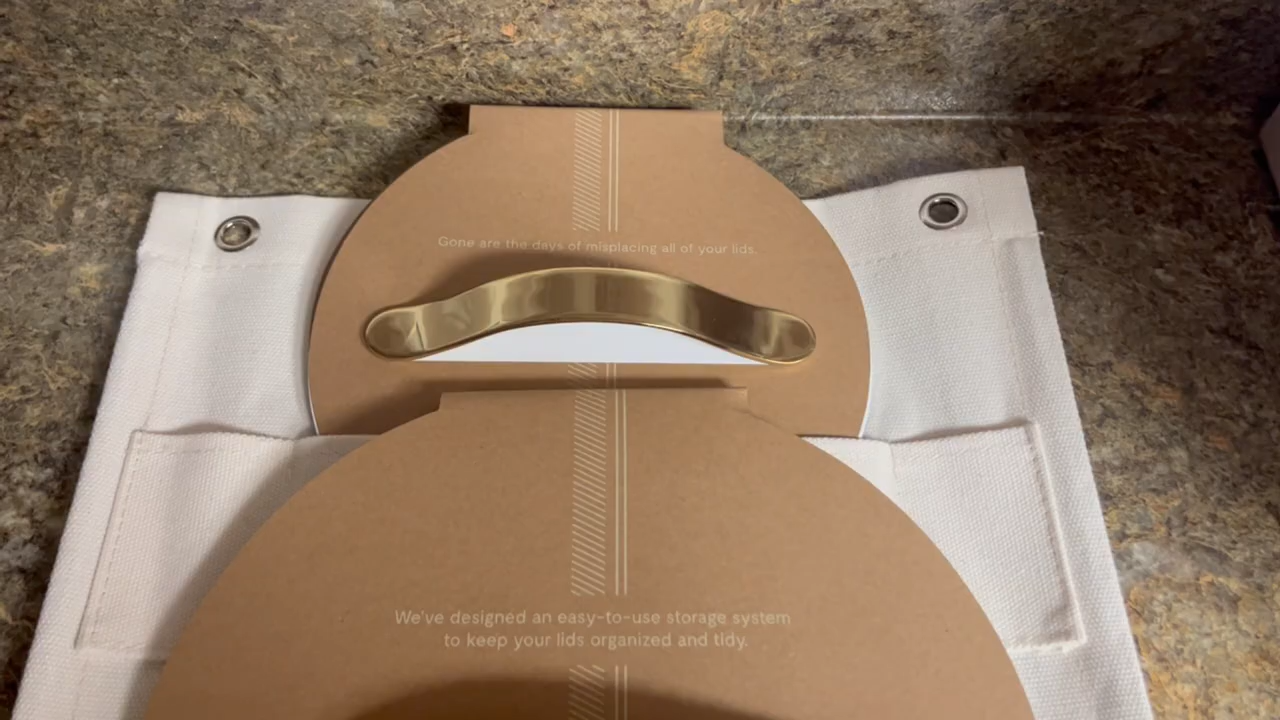 Gone are the days of misplacing all of your lids.
We've designed an easy-to-use storage system
to keep your lids organized and tidy.